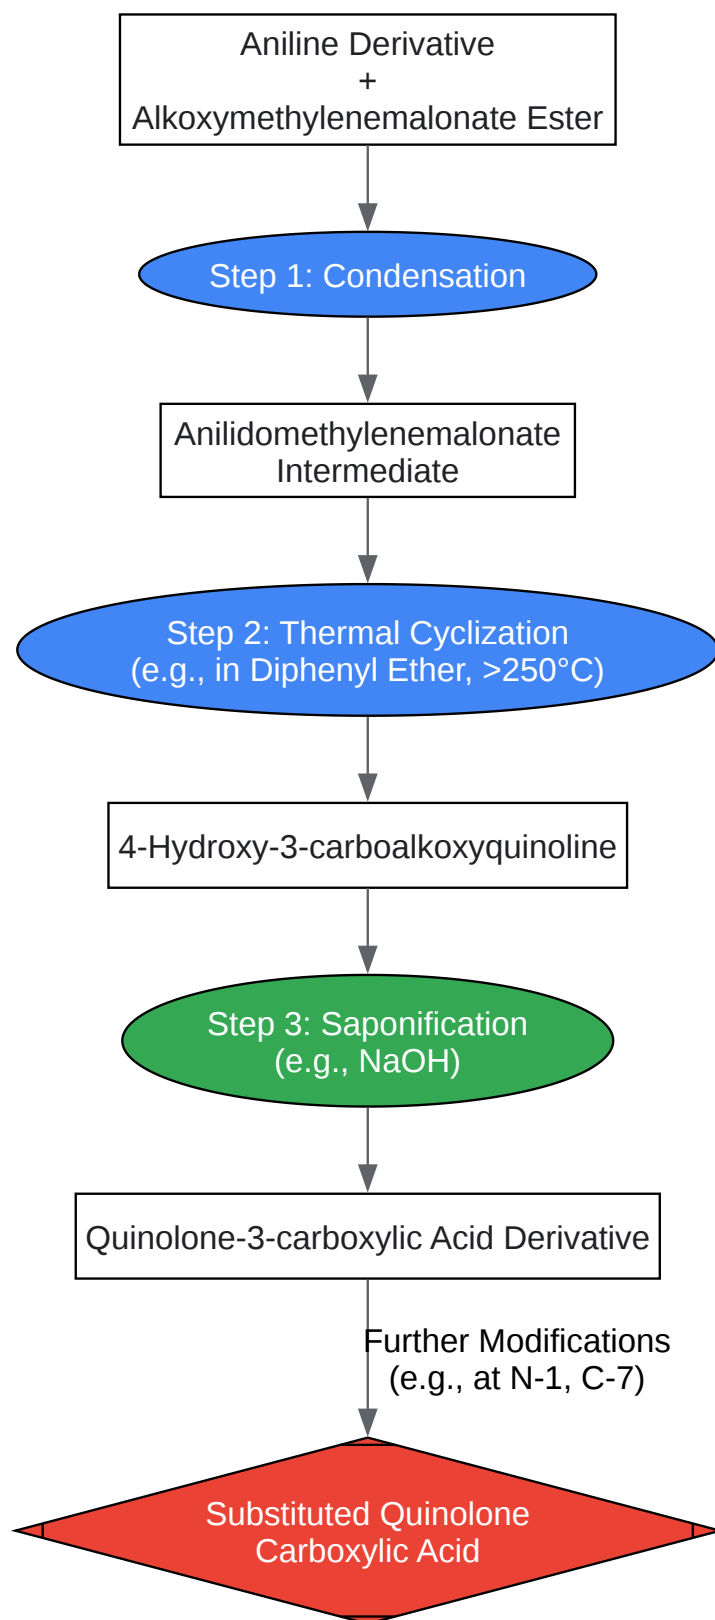 Aniline Derivative
+
Alkoxymethylenemalonate Ester
Step 1: Condensation
Anilidomethylenemalonate
Intermediate
Step 2: Thermal Cyclization
(e.g., in Diphenyl Ether, >250°C)
4-Hydroxy-3-carboalkoxyquinoline
Step 3: Saponification
(e.g., NaOH)
Quinolone-3-carboxylic Acid Derivative
Further Modifications
(e.g., at N-1, C-7)
Substituted Quinolone
Carboxylic Acid